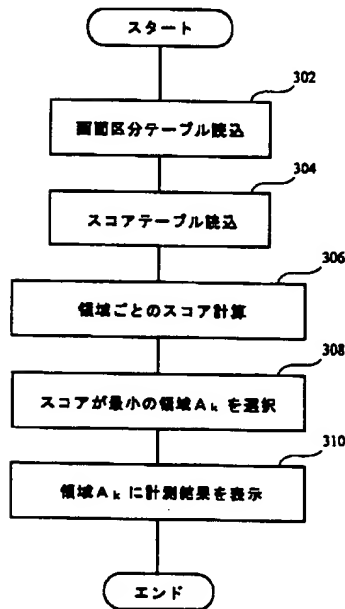 スタート
302
画面区分テーブル読込
304
スコアテーブル読込
306
領域ごとのスコア計算
308
スコアが最小の領域Aₖを選択
310
領域Aₖに計測結果を表示
エンド